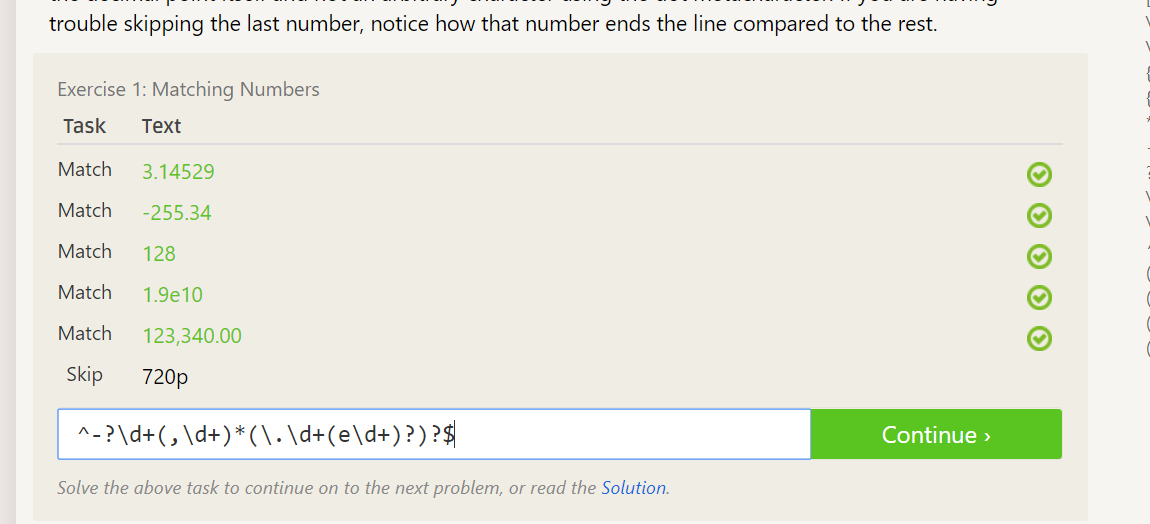 trouble skipping the last number, notice how that number ends the line compared to the rest.
Exercise 1: Matching Numbers
Task Text
Match 3.14529
Match -255.34
Match 128
Match 1.9e10
Match 123,340.00
Skip 720p
^-?\d+(,\d+)*(\.\d+(e\d+)?)?$
Continue ›
Solve the above task to continue on to the next problem, or read the Solution.